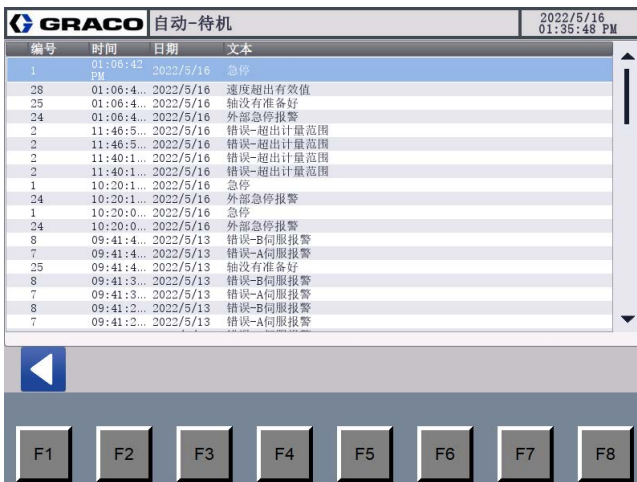 GRACO 自动-待机 2022/5/16
01:35:48 PM
编号 时间 日期 文本
1 01:06:42 PM 2022/5/16 急停
28 01:06:4... 2022/5/16 速度超出有效值
25 01:06:4... 2022/5/16 轴没有准备好
24 01:06:4... 2022/5/16 外部急停报警
2 11:46:5... 2022/5/16 错误-超出计量范围
2 11:46:5... 2022/5/16 错误-超出计量范围
2 11:40:1... 2022/5/16 错误-超出计量范围
2 11:40:1... 2022/5/16 错误-超出计量范围
1 10:20:1... 2022/5/16 急停
24 10:20:1... 2022/5/16 外部急停报警
1 10:20:0... 2022/5/16 急停
24 10:20:0... 2022/5/16 外部急停报警
8 09:41:4... 2022/5/13 错误-B伺服报警
7 09:41:4... 2022/5/13 错误-A伺服报警
25 09:41:4... 2022/5/13 轴没有准备好
8 09:41:3... 2022/5/13 错误-B伺服报警
7 09:41:3... 2022/5/13 错误-A伺服报警
8 09:41:2... 2022/5/13 错误-B伺服报警
7 09:41:2... 2022/5/13 错误-A伺服报警
F1 F2 F3 F4 F5 F6 F7 F8